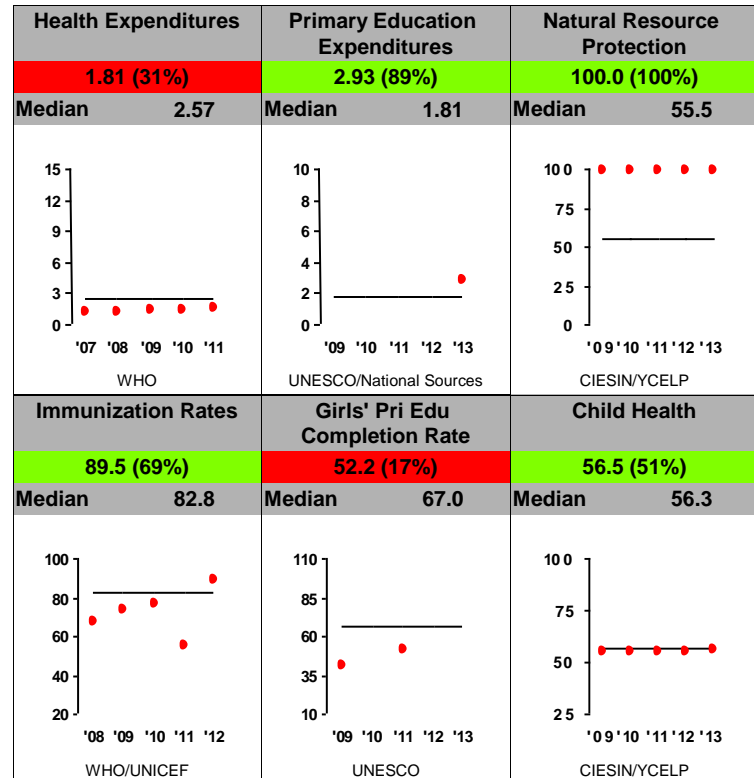 Health Expenditures
1.81 (31%)
Median 2.57
15
12
9
6
3
0
'07 '08 '09 '10 '11
WHO
Primary Education
Expenditures
2.93 (89%)
Median 1.81
10
8
6
4
2
0
'09 '10 '11 '12 '13
UNESCO/National Sources
Natural Resource
Protection
100.0 (100%)
Median 55.5
100
75
50
25
0
'09 '10 '11 '12 '13
CIESIN/YCELP
Immunization Rates
89.5 (69%)
Median 82.8
100
80
60
40
20
'08 '09 '10 '11 '12
WHO/UNICEF
Girls' Pri Edu
Completion Rate
52.2 (17%)
Median 67.0
110
85
60
35
10
'09 '10 '11 '12 '13
UNESCO
Child Health
56.5 (51%)
Median 56.3
100
75
50
25
'09 '10 '11 '12 '13
CIESIN/YCELP